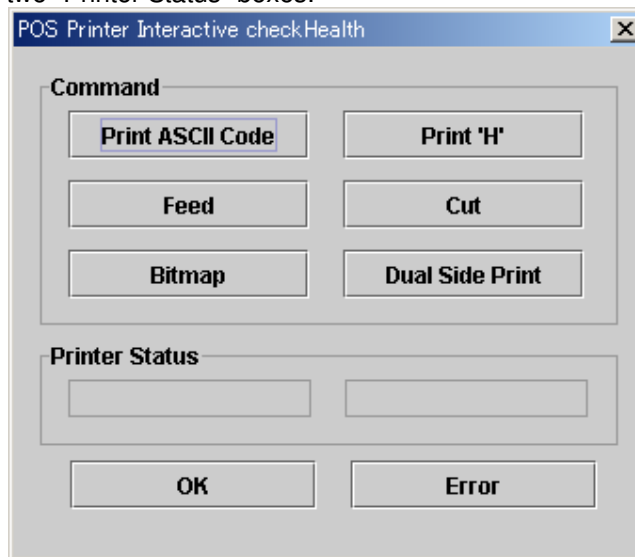 two "Printer Status" boxes.
POS Printer Interactive checkHealth
Command
Print ASCII Code
Print 'H'
Feed
Cut
Bitmap
Dual Side Print
Printer Status
OK
Error